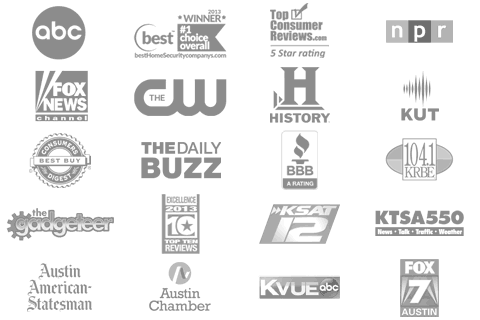 abc
2013
WINNER
best
#1
choice
overall
bestHomeSecuritycompanys.com
Top
Consumer
Reviews.com
5 Star rating
npr
FOX
NEWS
channel
THE
CW
H
HISTORY
KUT
CONSUMERS
BEST BUY
DIGEST
THE DAILY
BUZZ
BBB
A RATING
104.1
KRBE
the
gadgeteer
EXCELLENCE
2013
10
TOP TEN
REVIEWS
KSAT
12
KTSA550
News • Talk • Traffic • Weather
Austin
American-
Statesman
Austin
Chamber
KVUE abc
FOX
7
AUSTIN